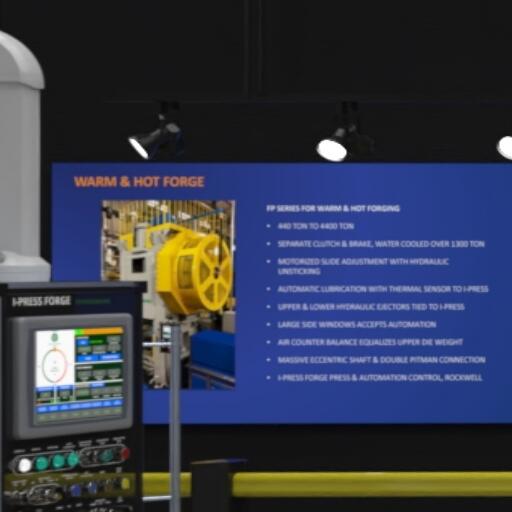 WARM & HOT FORGE
FP SERIES FOR WARM & HOT FORGING
• 440 TON TO 4400 TON
• SEPARATE CLUTCH & BRAKE, WATER COOLED OVER 1300 TON
• MOTORIZED SLIDE ADJUSTMENT WITH HYDRAULIC
UNSTICKING
• AUTOMATIC LUBRICATION WITH THERMAL SENSOR TO I-PRESS
• UPPER & LOWER HYDRAULIC EJECTORS TIED TO I-PRESS
• LARGE SIDE WINDOWS ACCEPTS AUTOMATION
• AIR COUNTER BALANCE EQUALIZES UPPER DIE WEIGHT
• MASSIVE ECCENTRIC SHAFT & DOUBLE PITMAN CONNECTION
• I-PRESS FORGE PRESS & AUTOMATION CONTROL, ROCKWELL
I-PRESS FORGE